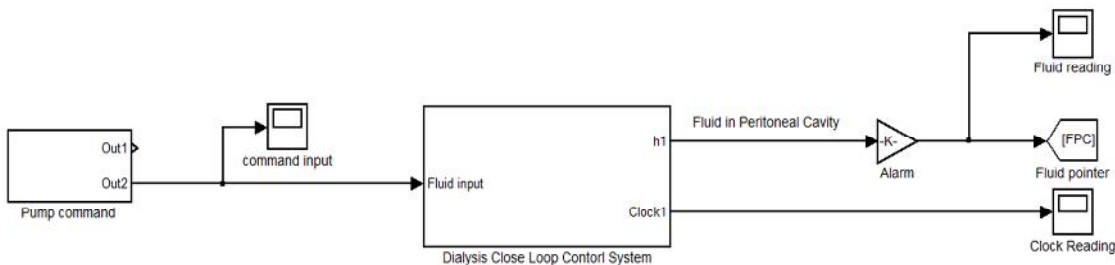 Fluid reading
Out1
command input
Fluid in Peritoneal Cavity
h1
-K-
[FPC]
Alarm
Fluid pointer
Out2
Fluid input
Pump command
Clock1
Clock Reading
Dialysis Close Loop Contorl System